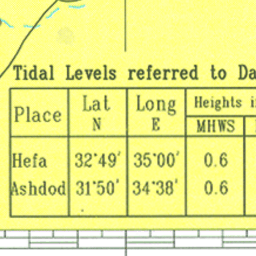 Tidal Levels referred to Da
Place Lat N Long E Heights i
MHWS
Hefa 32°49' 35°00' 0.6
Ashdod 31°50' 34°38' 0.6